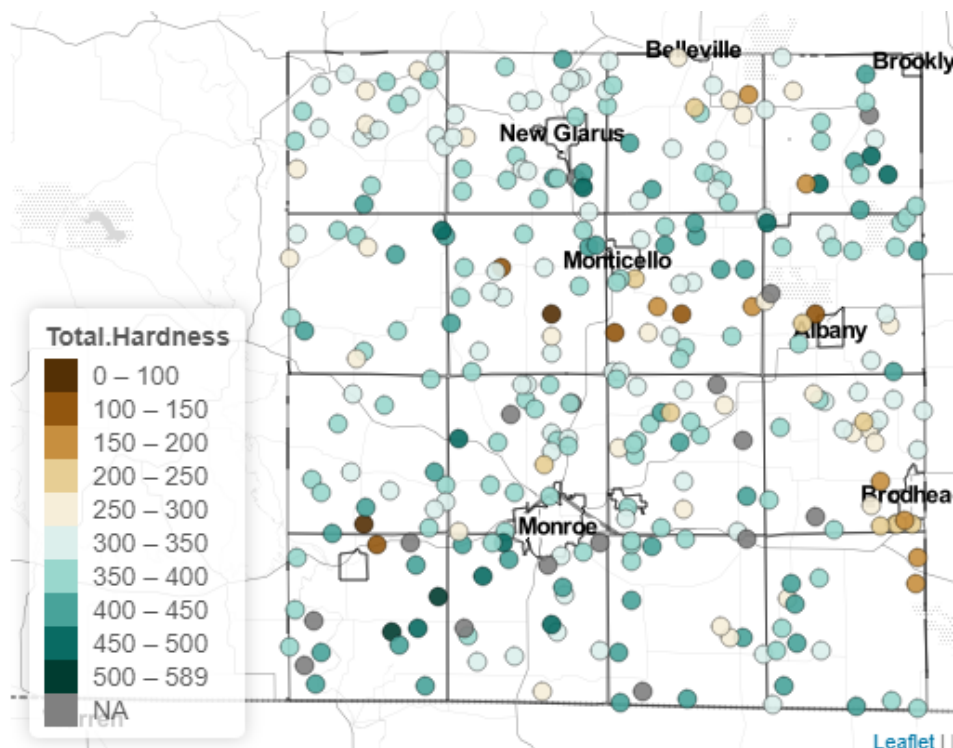 Belleville
Brookly
New Glarus
Monticello
Albany
Brodhea
Monroe
Total.Hardness
0 – 100
100 – 150
150 – 200
200 – 250
250 – 300
300 – 350
350 – 400
400 – 450
450 – 500
500 – 589
NA
rren
Leaflet |